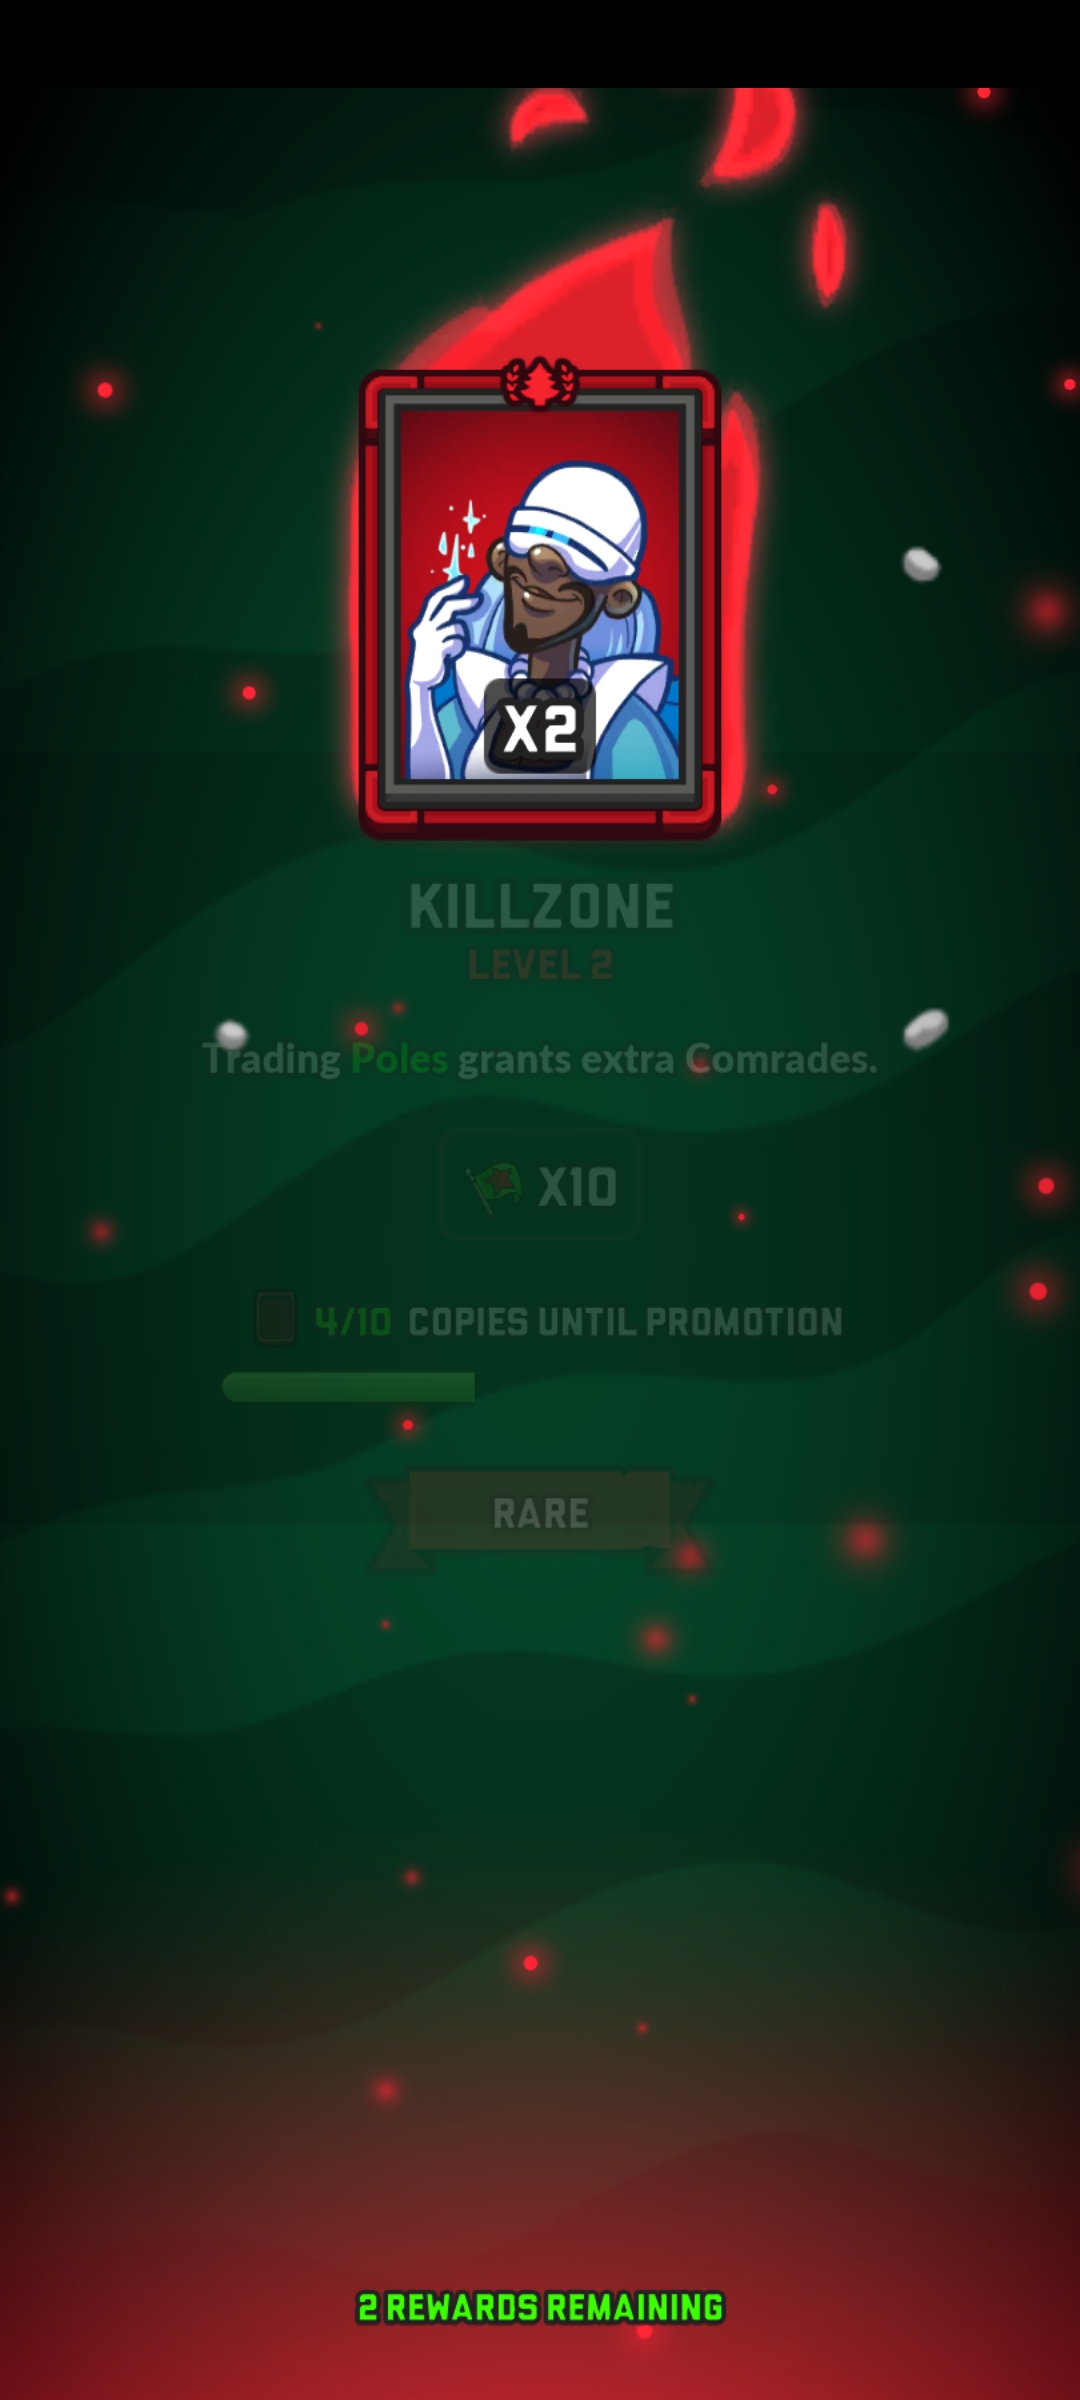 X2
KILLZONE
LEVEL 2
Trading Poles grants extra Comrades.
X10
4/10 COPIES UNTIL PROMOTION
RARE
2 REWARDS REMAINING